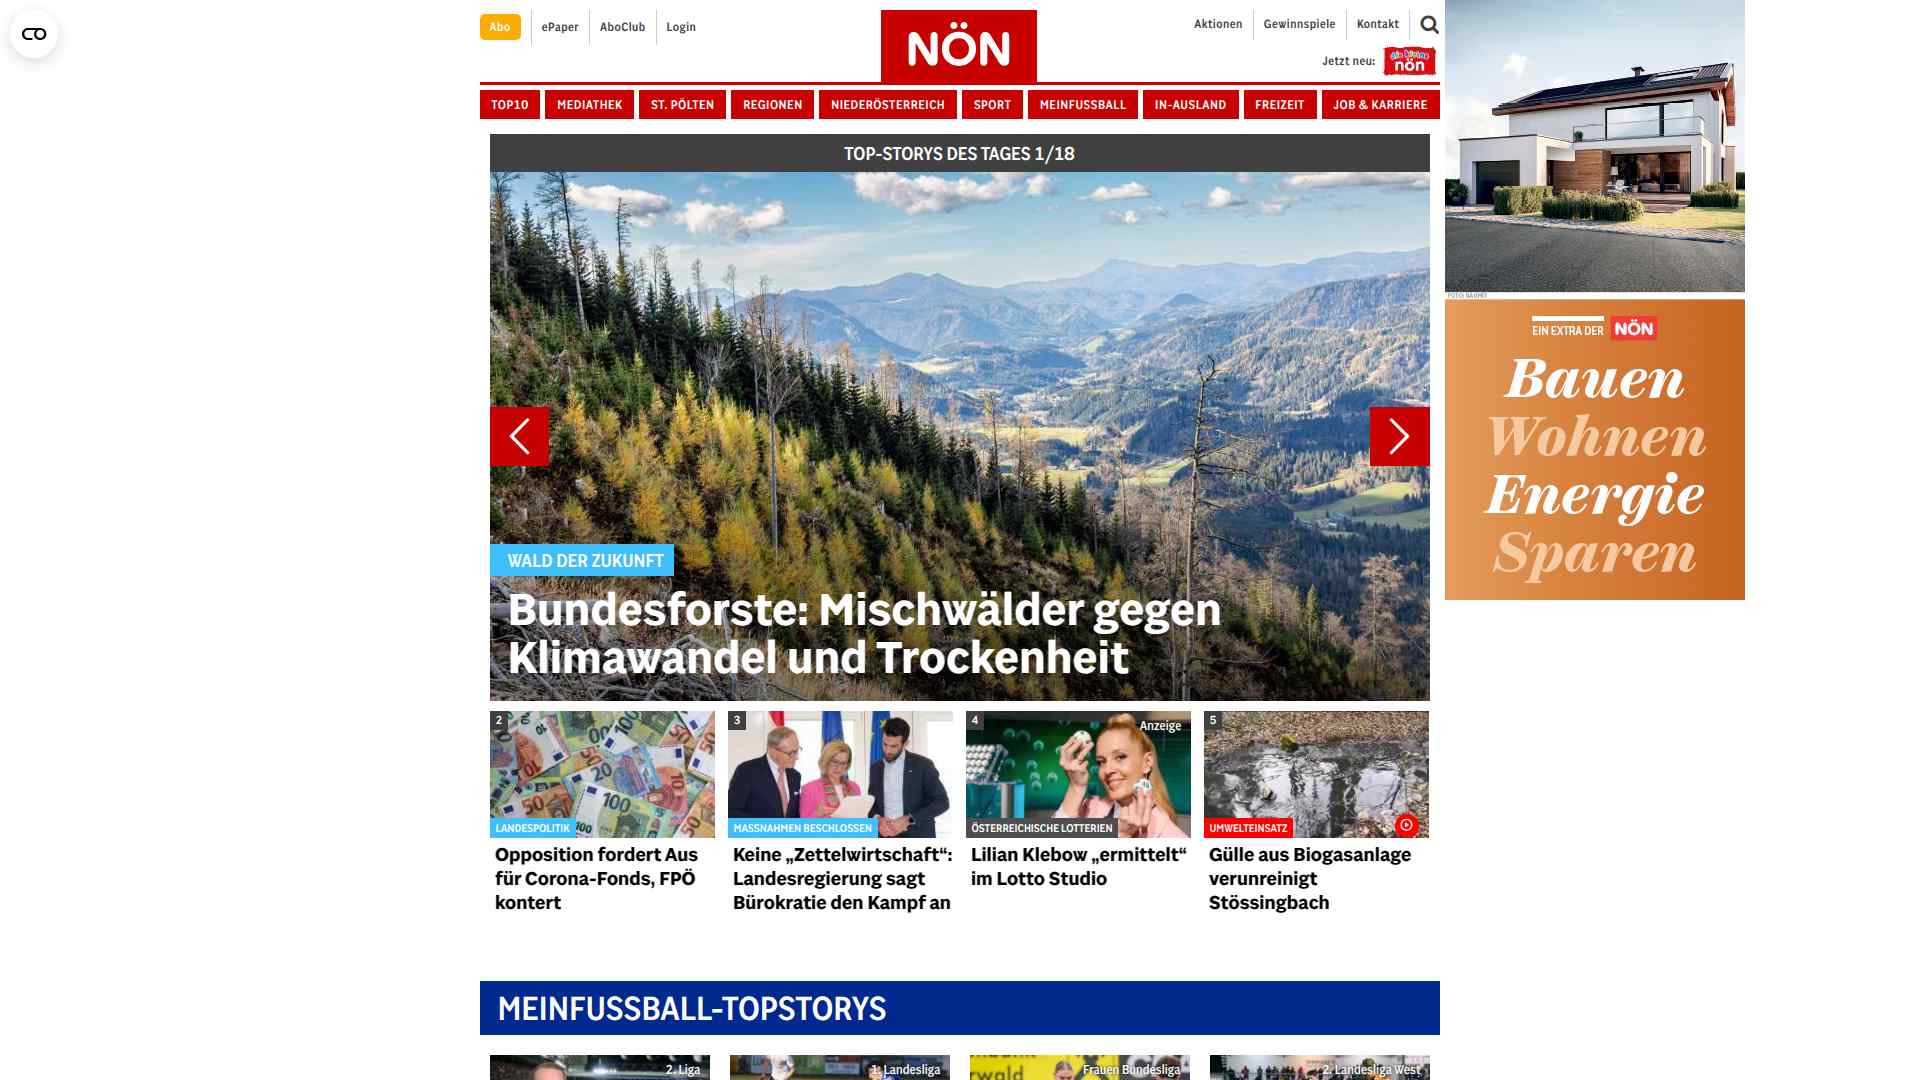 Abo
ePaper
AboClub
Login
NÖN
Aktionen
Gewinnspiele
Kontakt
Jetzt neu:
die kleine
nön
TOP10
MEDIATHEK
ST. PÖLTEN
REGIONEN
NIEDERÖSTERREICH
SPORT
MEINFUSSBALL
IN-AUSLAND
FREIZEIT
JOB & KARRIERE
TOP-STORYS DES TAGES 1/18
WALD DER ZUKUNFT
Bundesforste: Mischwälder gegen
Klimawandel und Trockenheit
EIN EXTRA DER NÖN
Bauen
Wohnen
Energie
Sparen
2
LANDESPOLITIK
Opposition fordert Aus
für Corona-Fonds, FPÖ
kontert
3
MASSNAHMEN BESCHLOSSEN
Keine „Zettelwirtschaft“:
Landesregierung sagt
Bürokratie den Kampf an
4
Anzeige
ÖSTERREICHISCHE LOTTERIEN
Lilian Klebow „ermittelt“
im Lotto Studio
5
UMWELTEINSATZ
Gülle aus Biogasanlage
verunreinigt
Stössingbach
MEINFUSSBALL-TOPSTORYS
2. Liga
1. Landesliga
Frauen Bundesliga
2. Landesliga West